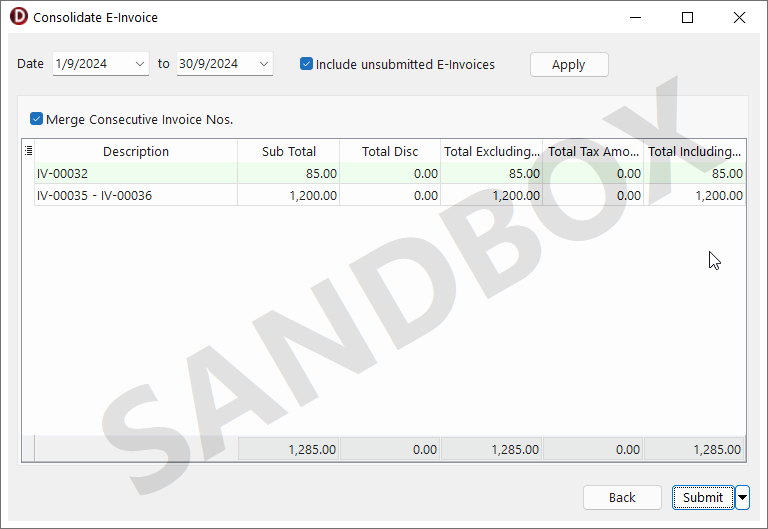 Consolidate E-Invoice
Date 1/9/2024 to 30/9/2024 Include unsubmitted E-Invoices Apply
Merge Consecutive Invoice Nos.
Description Sub Total Total Disc Total Excluding... Total Tax Amo... Total Including...
IV-00032 85.00 0.00 85.00 0.00 85.00
IV-00035 - IV-00036 1,200.00 0.00 1,200.00 0.00 1,200.00
SANDBOX
1,285.00 0.00 1,285.00 0.00 1,285.00
Back Submit